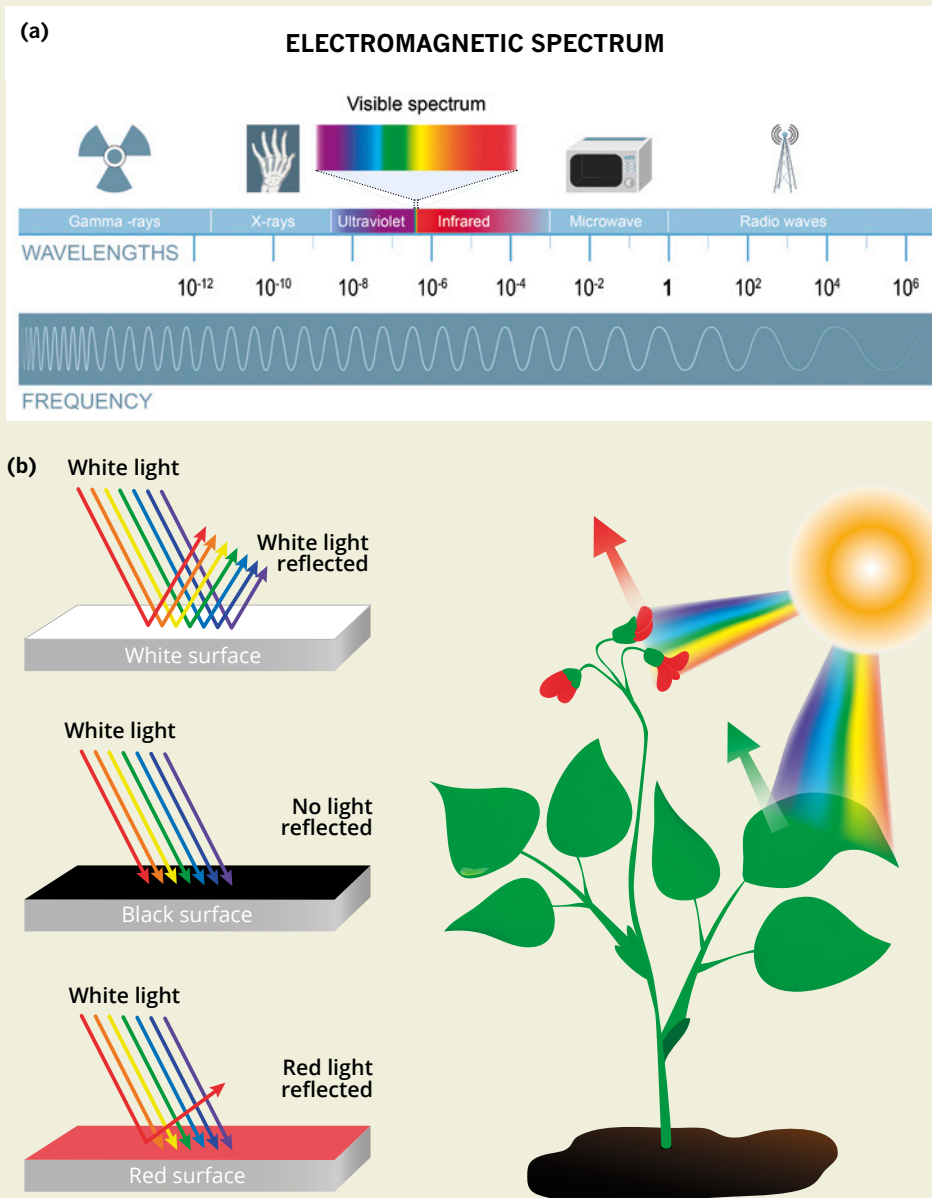 (a)
ELECTROMAGNETIC SPECTRUM
Visible spectrum
Gamma -rays X-rays Ultraviolet Infrared Microwave Radio waves
WAVELENGTHS
10⁻¹² 10⁻¹⁰ 10⁻⁸ 10⁻⁶ 10⁻⁴ 10⁻² 1 10² 10⁴ 10⁶
FREQUENCY
(b)
White light
White light
reflected
White surface
White light
No light
reflected
Black surface
White light
Red light
reflected
Red surface